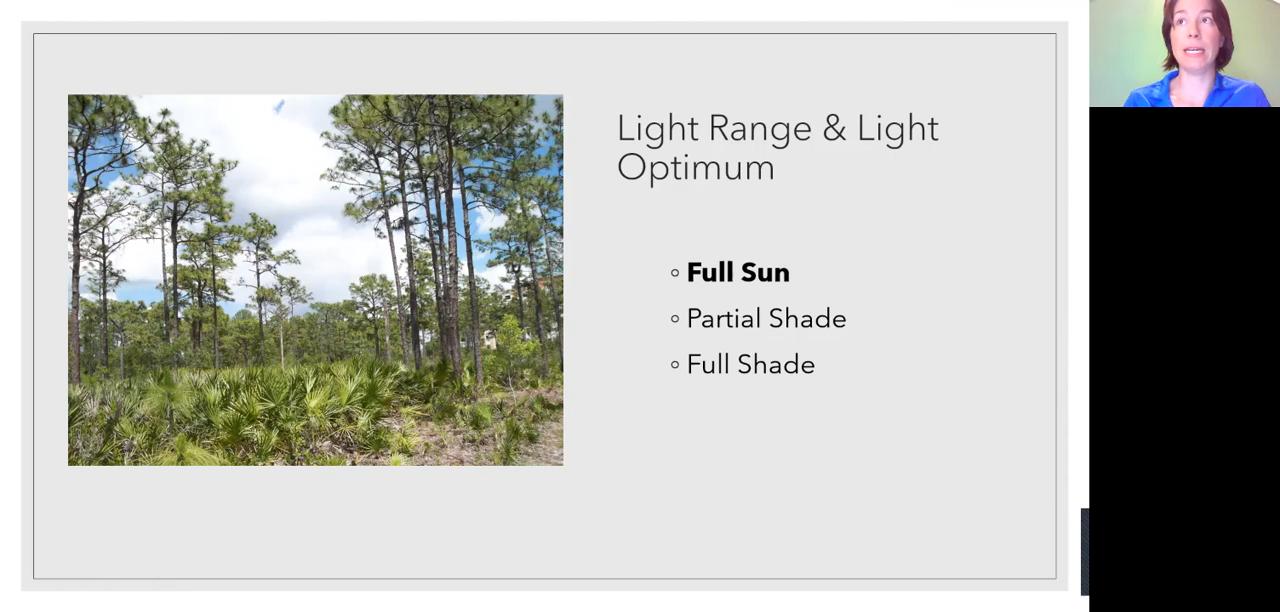 Light Range & Light
Optimum
Full Sun
Partial Shade
Full Shade